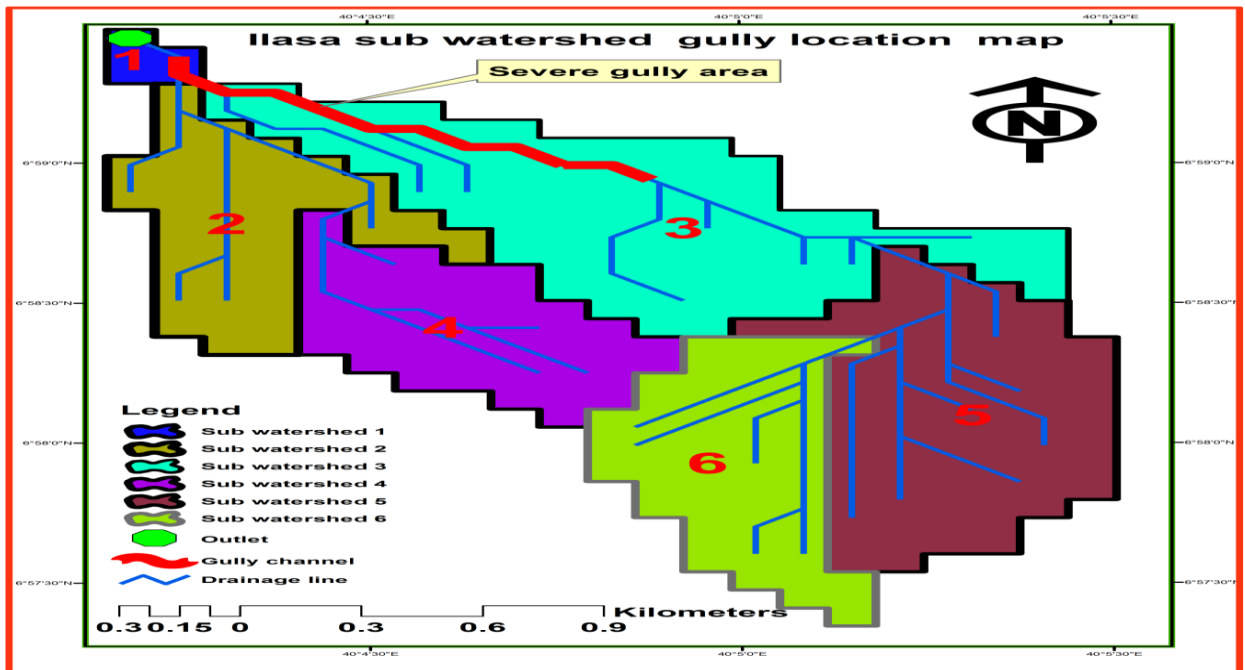 40°4'30"E 40°5'0"E 40°5'30"E
Ilasa sub watershed gully location map
1
Severe gully area
N
6°59'0"N 6°59'0"N
2
3
6°58'30"N 6°58'30"N
4
Legend
5
Sub watershed 1
Sub watershed 2
6°58'0"N 6°58'0"N
Sub watershed 3
6
Sub watershed 4
Sub watershed 5
Sub watershed 6
Outlet
Gully channel
Drainage line
6°57'30"N 6°57'30"N
Kilometers
0.3 0.15 0 0.3 0.6 0.9
40°4'30"E 40°5'0"E 40°5'30"E